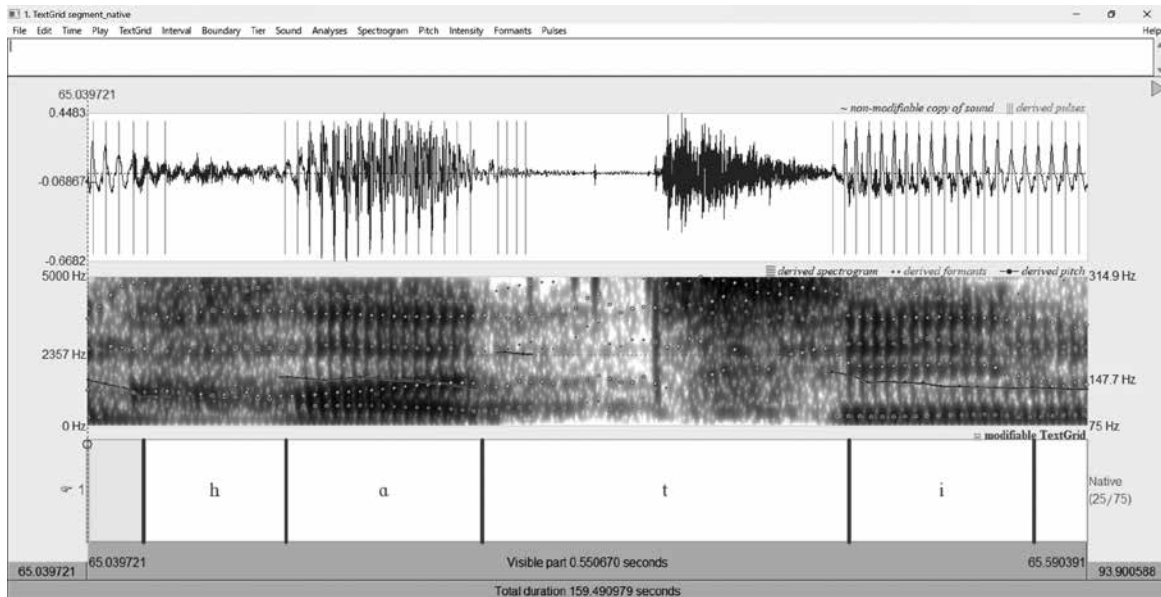 1. TextGrid segment_native
File Edit Time Play TextGrid Interval Boundary Tier Sound Analyses Spectrogram Pitch Intensity Formants Pulses Help
65.039721
0.4483
~ non-modifiable copy of sound derived pulses
-0.06867
-0.6682
5000 Hz
derived spectrogram derived formants derived pitch
314.9 Hz
2357 Hz
147.7 Hz
0 Hz
75 Hz
modifiable TextGrid
1 h ɑ t i Native
(25/75)
65.039721 Visible part 0.550670 seconds 65.590391
65.039721 93.900588
Total duration 159.490979 seconds